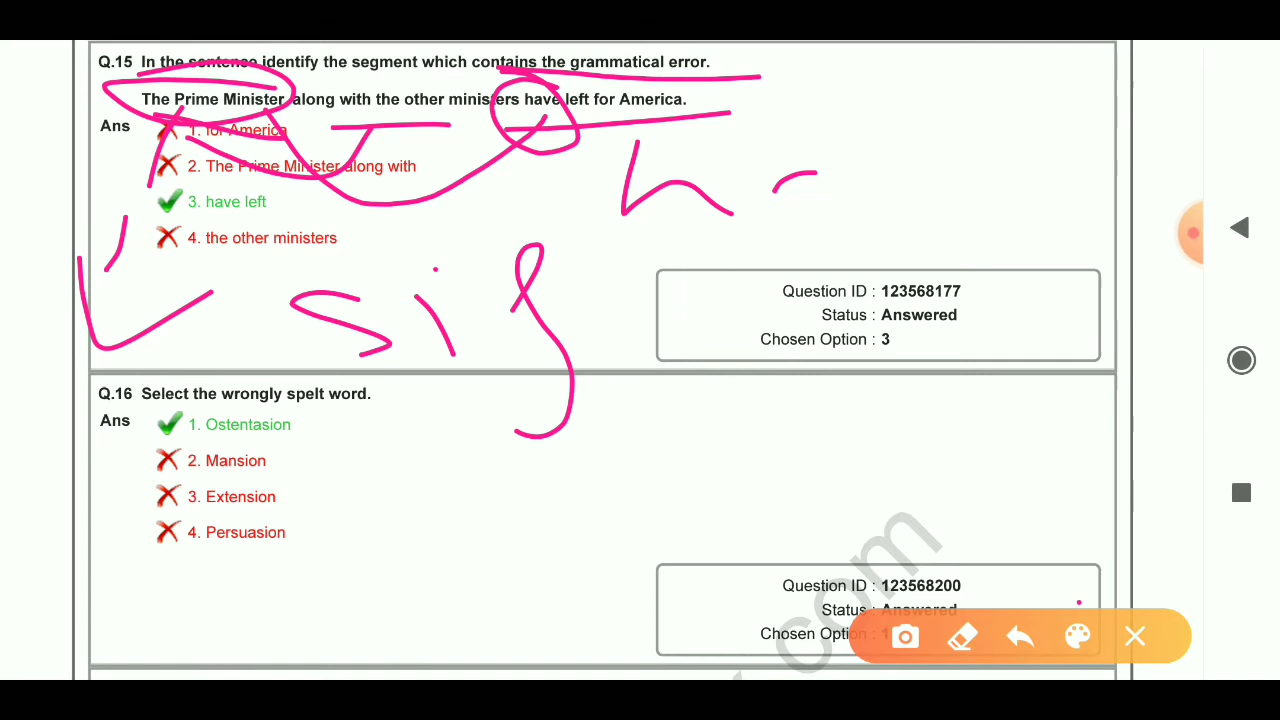 Q.15 In the sentence identify the segment which contains the grammatical error.
The Prime Minister, along with the other ministers have left for America.
Ans 1. for America
2. The Prime Minister along with
3. have left
4. the other ministers
h
sig
Question ID : 123568177
Status : Answered
Chosen Option : 3
Q.16 Select the wrongly spelt word.
Ans 1. Ostentasion
2. Mansion
3. Extension
4. Persuasion
Question ID : 123568200
Status : Answered
Chosen Option : 1
.com